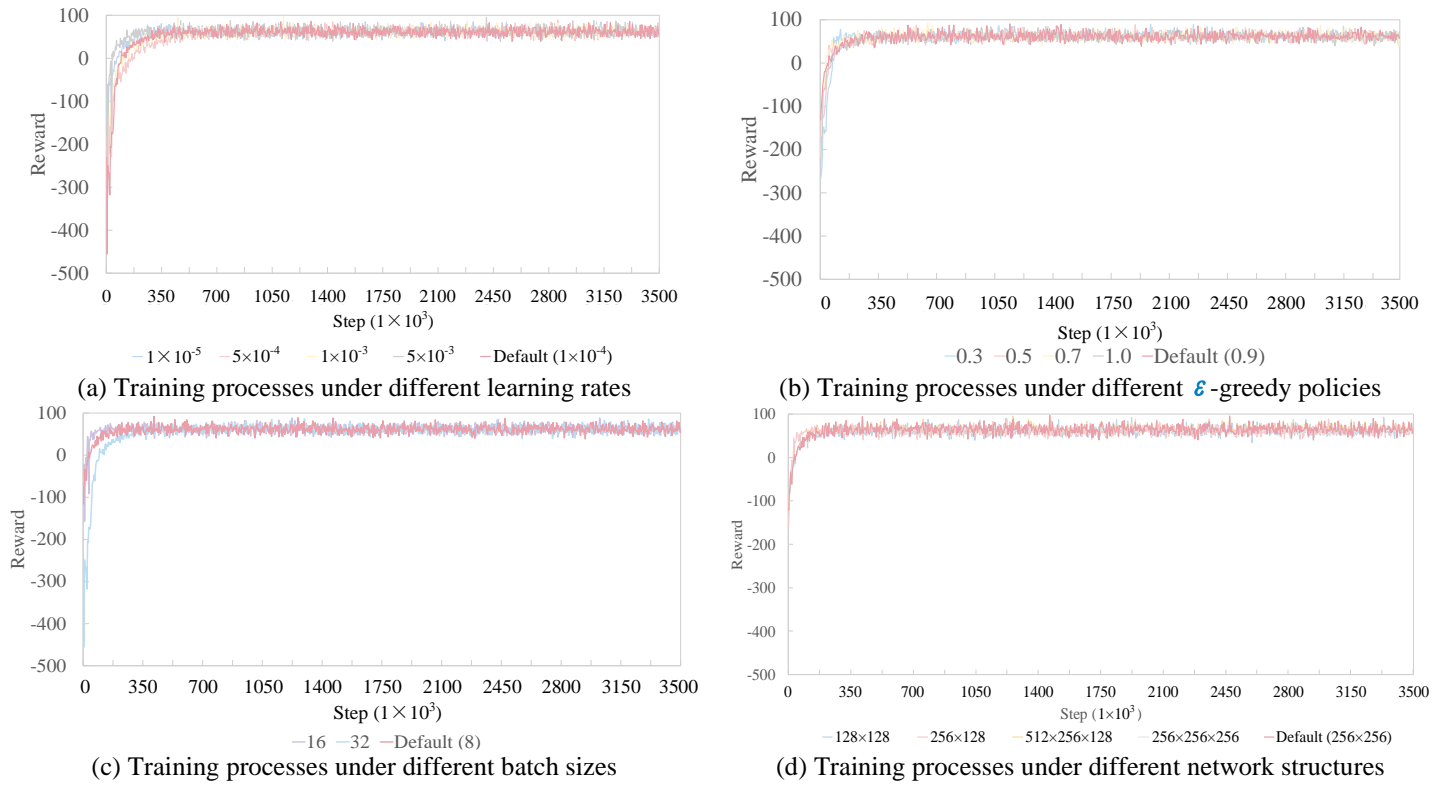 100
0
-100
-200
-300
-400
-500
Reward
0 350 700 1050 1400 1750 2100 2450 2800 3150 3500
Step (1×10³)
1×10⁻⁵ 5×10⁻⁴ 1×10⁻³ 5×10⁻³ Default (1×10⁻⁴)
(a) Training processes under different learning rates
100
0
-100
-200
-300
-400
-500
Reward
0 350 700 1050 1400 1750 2100 2450 2800 3150 3500
Step (1×10³)
0.3 0.5 0.7 1.0 Default (0.9)
(b) Training processes under different ε-greedy policies
100
0
-100
-200
-300
-400
-500
Reward
0 350 700 1050 1400 1750 2100 2450 2800 3150 3500
Step (1×10³)
16 32 Default (8)
(c) Training processes under different batch sizes
100
0
-100
-200
-300
-400
-500
Reward
0 350 700 1050 1400 1750 2100 2450 2800 3150 3500
Step (1×10³)
128×128 256×128 512×256×128 256×256×256 Default (256×256)
(d) Training processes under different network structures